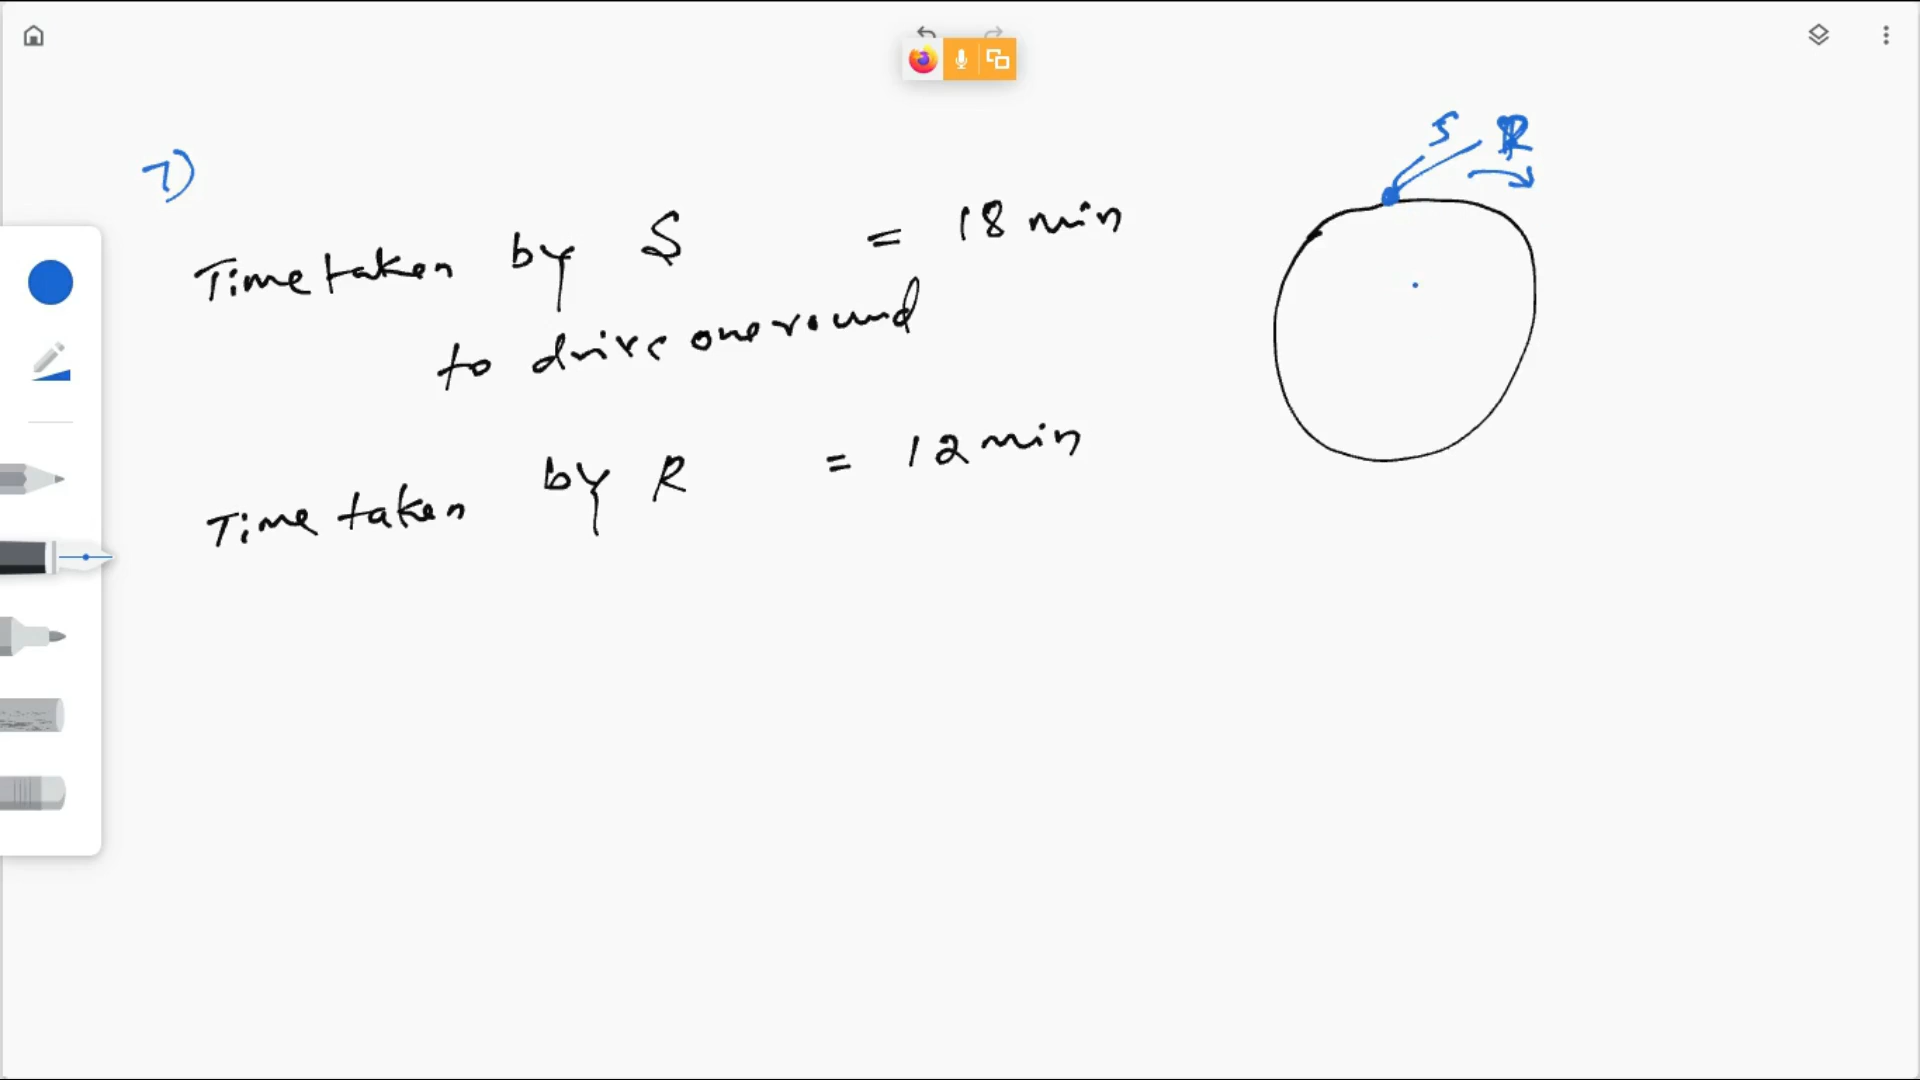 7)
S R
Time taken by S = 18 min
to drive one round
Time taken by R = 12 min